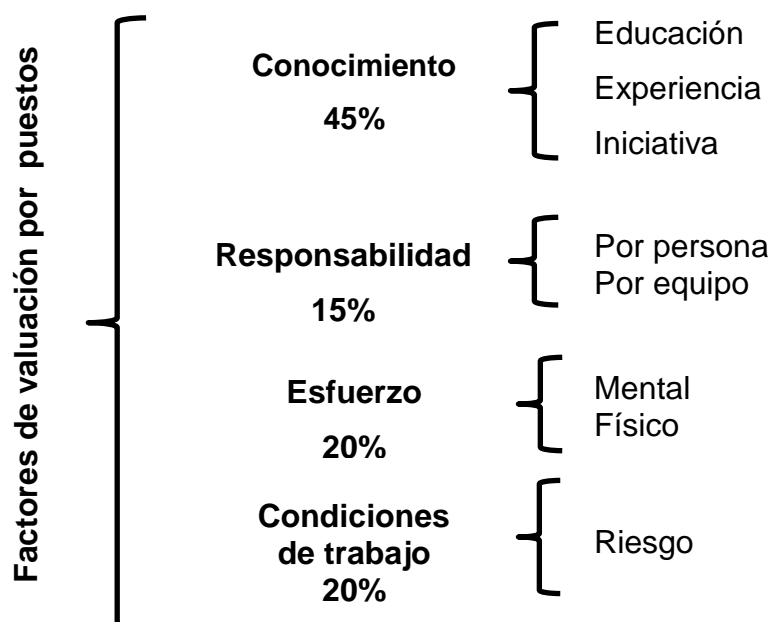 Factores de valuación por puestos
Conocimiento
45%
Educación
Experiencia
Iniciativa
Responsabilidad
15%
Por persona
Por equipo
Esfuerzo
20%
Mental
Físico
Condiciones
de trabajo
20%
Riesgo